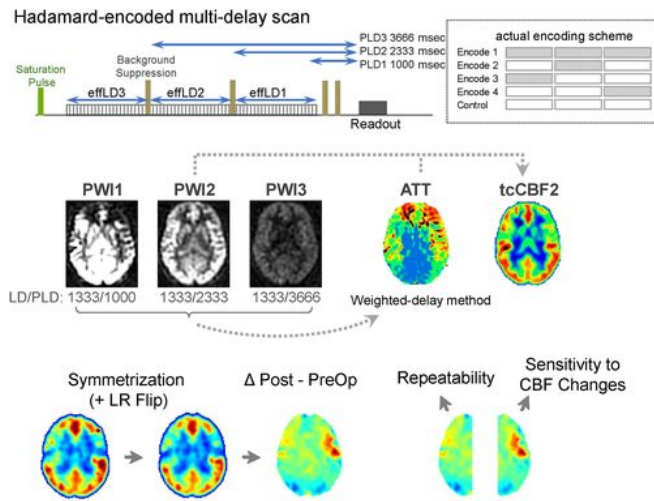 Hadamard-encoded multi-delay scan
PLD3 3666 msec
PLD2 2333 msec
PLD1 1000 msec
Saturation
Pulse
Background
Suppression
effLD3
effLD2
effLD1
Readout
actual encoding scheme
Encode 1
Encode 2
Encode 3
Encode 4
Control
PWI1
PWI2
PWI3
ATT
tcCBF2
LD/PLD: 1333/1000 1333/2333 1333/3666
Weighted-delay method
Symmetrization
(+ LR Flip)
Δ Post - PreOp
Repeatability
Sensitivity to
CBF Changes